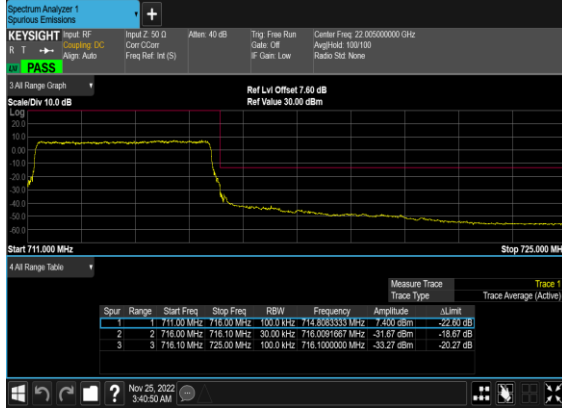 Spectrum Analyzer 1
Spurious Emissions
+
KEYSIGHT Input: RF Input Z: 50 Ω Atten: 40 dB Trig: Free Run Center Freq: 22.005000000 GHz
R T Coupling: DC Corr CCorr Gate: Off Avg|Hold: 100/100
Align: Auto Freq Ref: Int (S) IF Gain: Low Radio Std: None
PASS
3 All Range Graph
Ref Lvl Offset 7.60 dB
Scale/Div 10.0 dB Ref Value 30.00 dBm
Log
20.0
10.0
0.00
-10.0
-20.0
-30.0
-40.0
-50.0
-60.0
Start 711.000 MHz Stop 725.000 MH
4 All Range Table
Measure Trace Trace 1
Trace Type Trace Average (Active)
Spur Range Start Freq Stop Freq RBW Frequency Amplitude ΔLimit
1 1 711.00 MHz 716.00 MHz 100.0 kHz 714.8083333 MHz 7.400 dBm -22.60 dB
2 2 716.00 MHz 716.10 MHz 30.00 kHz 716.0091667 MHz -31.67 dBm -18.67 dB
3 3 716.10 MHz 725.00 MHz 100.0 kHz 716.1000000 MHz -33.27 dBm -20.27 dB
? Nov 25, 2022
3:40:50 AM